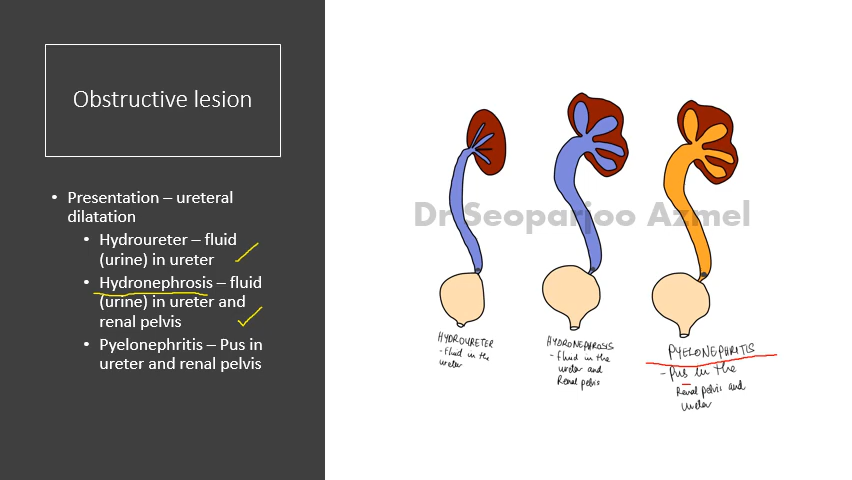 Obstructive lesion
• Presentation – ureteral
dilatation
• Hydroureter – fluid
(urine) in ureter
• Hydronephrosis – fluid
(urine) in ureter and
renal pelvis
• Pyelonephritis – Pus in
ureter and renal pelvis
Dr Seoparjoo Azmel
HYDROURETER
- Fluid in the
ureter
HYDRONEPHROSIS
- Fluid in the
ureter and
Renal pelvis
PYELONEPHRITIS
- Pus in the
Renal pelvis and
Ureter